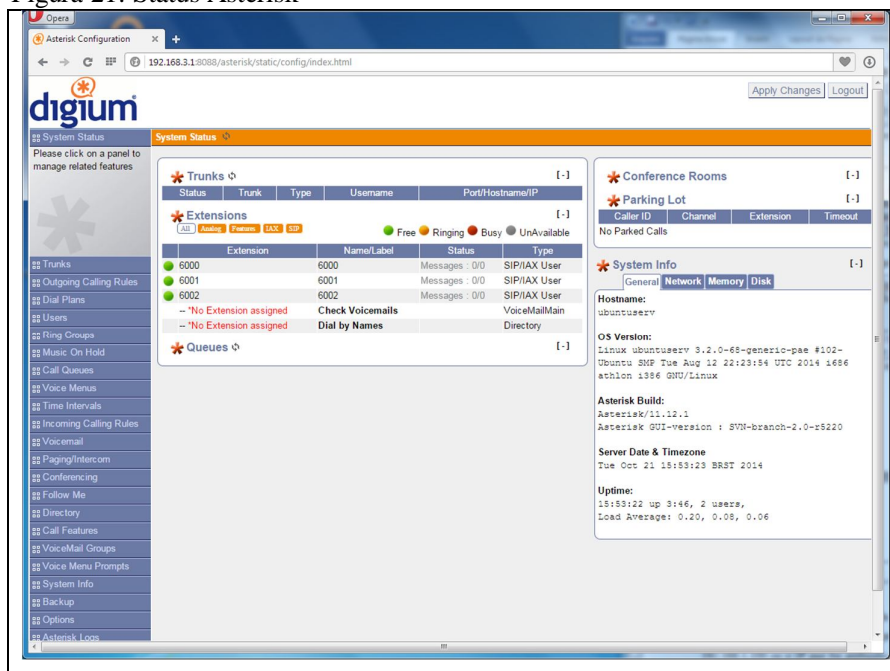 Figura 21: Status Asterisk
Opera
Asterisk Configuration
192.168.3.1:8088/asterisk/static/config/index.html
digium
Apply Changes Logout
System Status
Please click on a panel to
manage related features
Trunks
Outgoing Calling Rules
Dial Plans
Users
Ring Groups
Music On Hold
Call Queues
Voice Menus
Time Intervals
Incoming Calling Rules
Voicemail
Paging/Intercom
Conferencing
Follow Me
Directory
Call Features
VoiceMail Groups
Voice Menu Prompts
System Info
Backup
Options
Asterisk Logs
System Status
Trunks [-]
Status Trunk Type Username Port/Hostname/IP
Extensions [-]
All Analog Features IAX SIP
Free Ringing Busy UnAvailable
Extension Name/Label Status Type
6000 6000 Messages : 0/0 SIP/IAX User
6001 6001 Messages : 0/0 SIP/IAX User
6002 6002 Messages : 0/0 SIP/IAX User
-- *No Extension assigned Check Voicemails VoiceMailMain
-- *No Extension assigned Dial by Names Directory
Queues [-]
Conference Rooms [-]
Parking Lot [-]
Caller ID Channel Extension Timeout
No Parked Calls
System Info [-]
General Network Memory Disk
Hostname:
ubuntuserv
OS Version:
Linux ubuntuserv 3.2.0-68-generic-pae #102-
Ubuntu SMP Tue Aug 12 22:23:54 UTC 2014 i686
athlon i386 GNU/Linux
Asterisk Build:
Asterisk/11.12.1
Asterisk GUI-version : SVN-branch-2.0-r5220
Server Date & Timezone
Tue Oct 21 15:53:23 BRST 2014
Uptime:
15:53:22 up 3:46, 2 users,
Load Average: 0.20, 0.08, 0.06